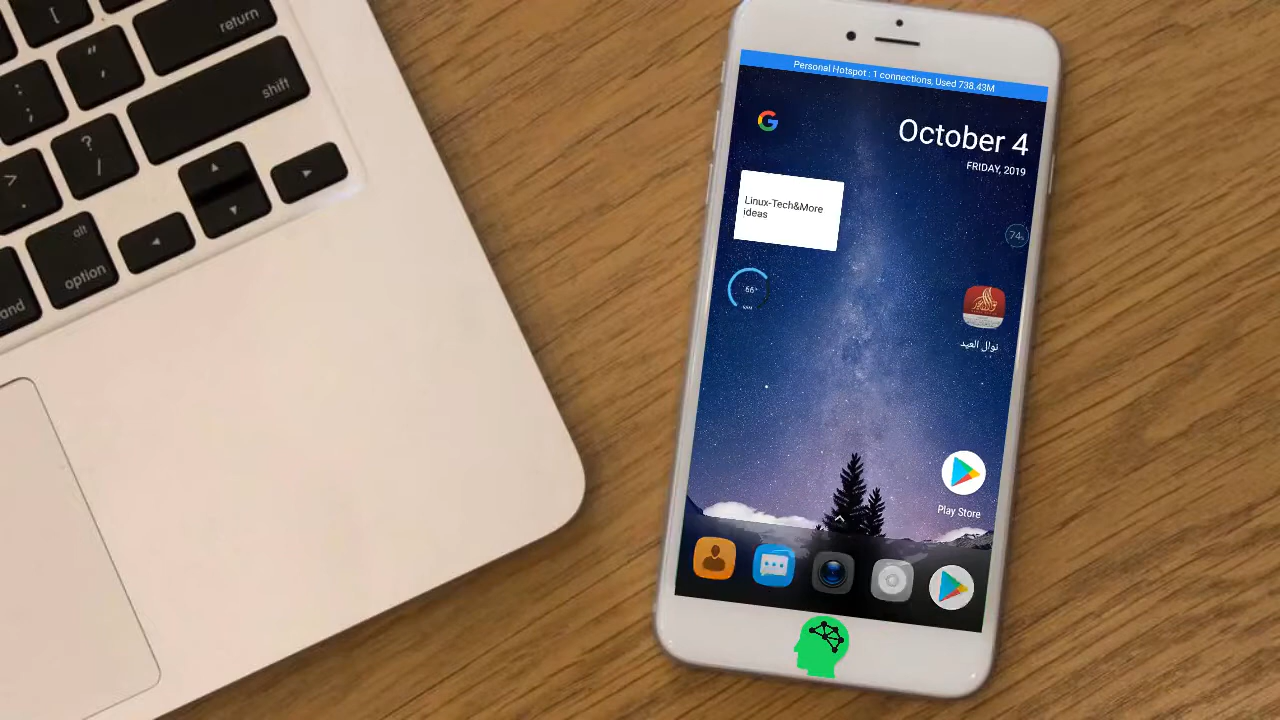 [
return
"
'
:
;
shift
?
/
>
.
alt
option
and
Personal Hotspot : 1 connections, Used 738.43M
October 4
FRIDAY, 2019
Linux-Tech&More
ideas
74%
66°
نوال العيد
Play Store